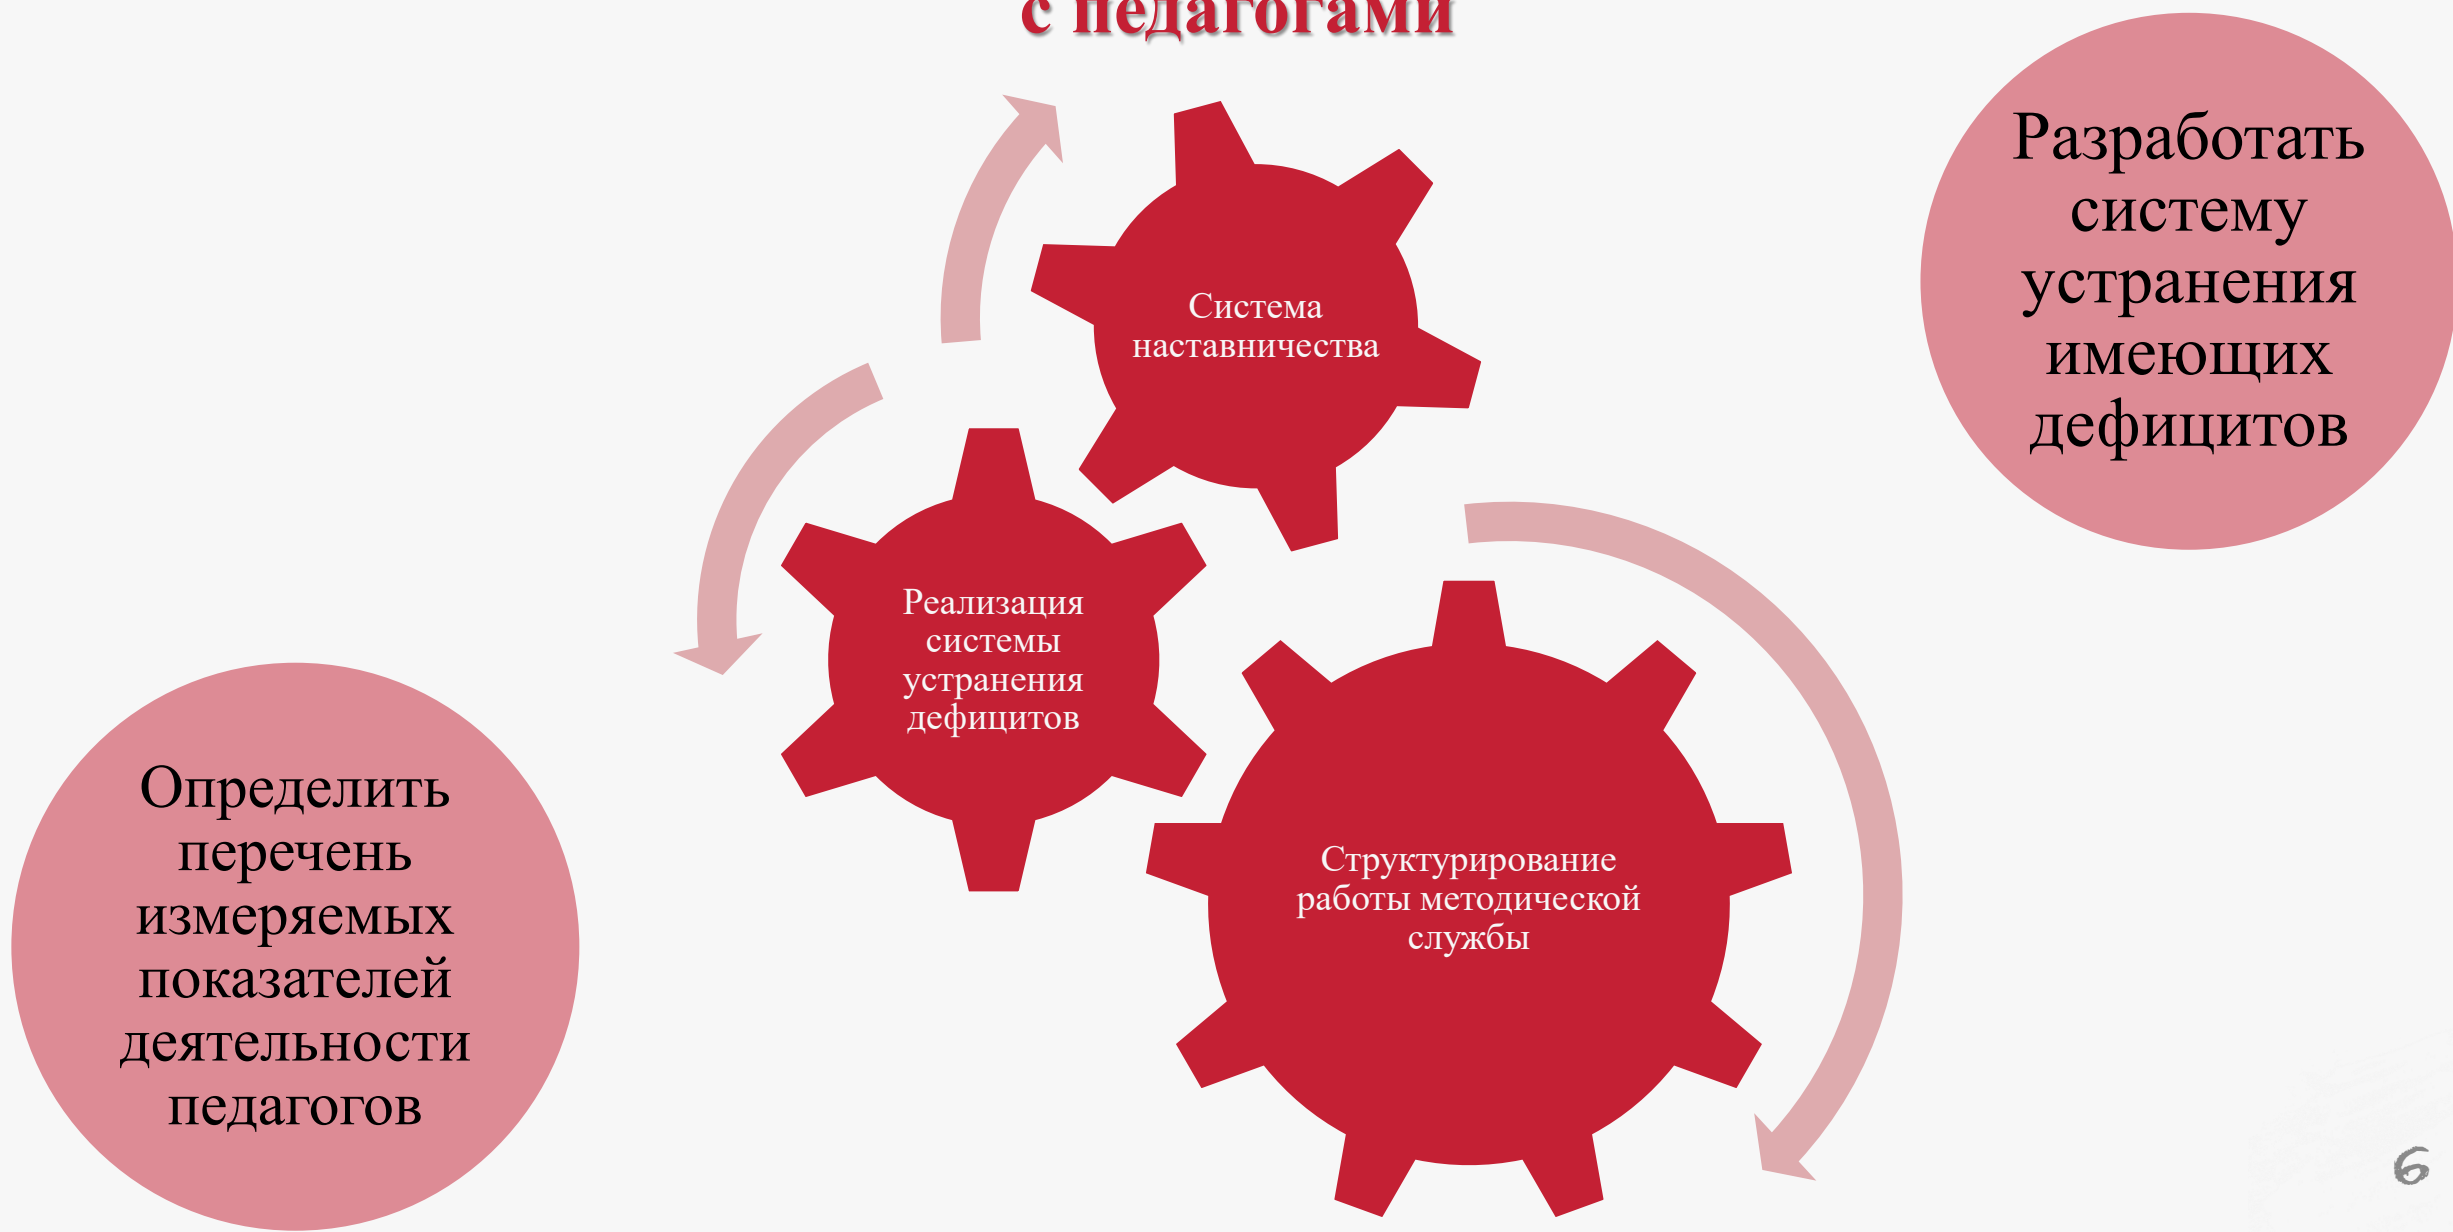 с педагогами
Система
наставничества
Разработать
систему
устранения
имеющих
дефицитов
Реализация
системы
устранения
дефицитов
Определить
перечень
измеряемых
показателей
деятельности
педагогов
Структурирование
работы методической
службы
6